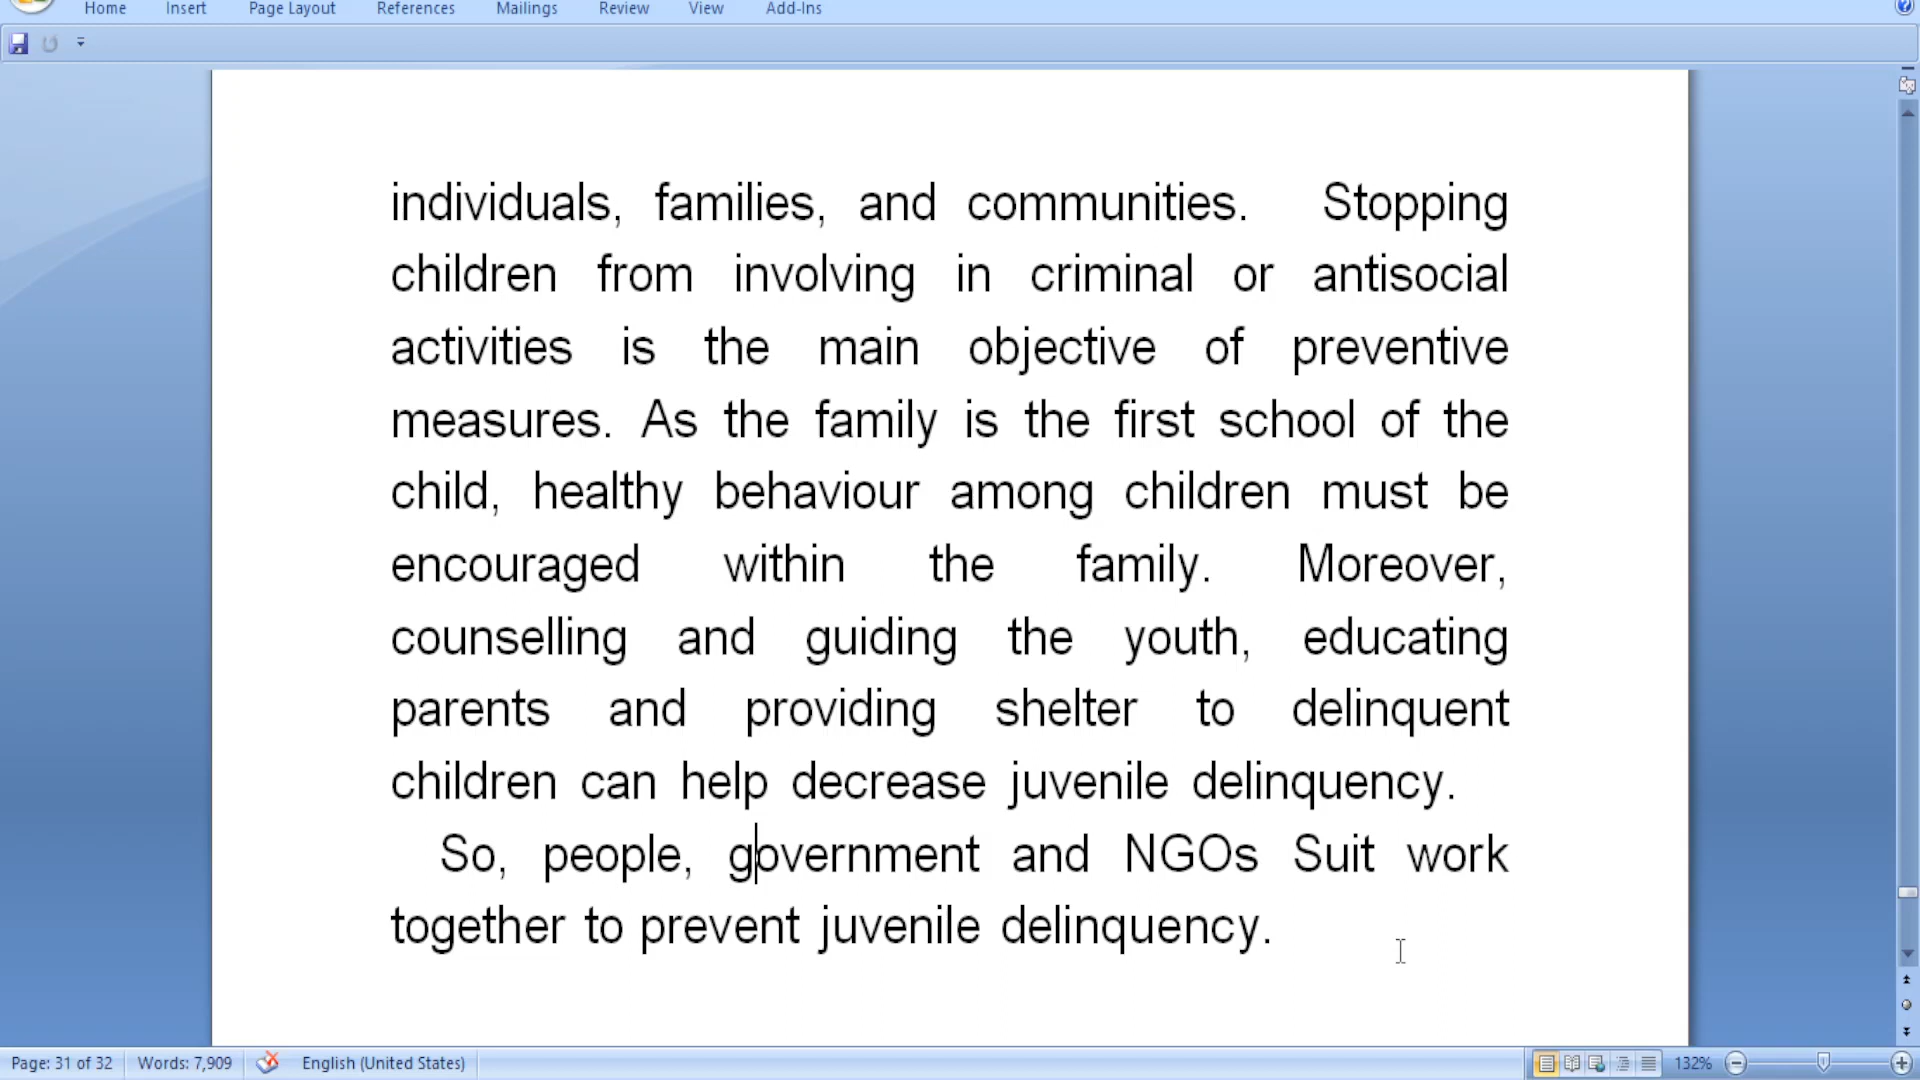 Home Insert Page Layout References Mailings Review View Add-Ins
individuals, families, and communities. Stopping
children from involving in criminal or antisocial
activities is the main objective of preventive
measures. As the family is the first school of the
child, healthy behaviour among children must be
encouraged within the family. Moreover,
counselling and guiding the youth, educating
parents and providing shelter to delinquent
children can help decrease juvenile delinquency.
So, people, government and NGOs Suit work
together to prevent juvenile delinquency.
Page: 31 of 32 Words: 7,909 English (United States) 132%